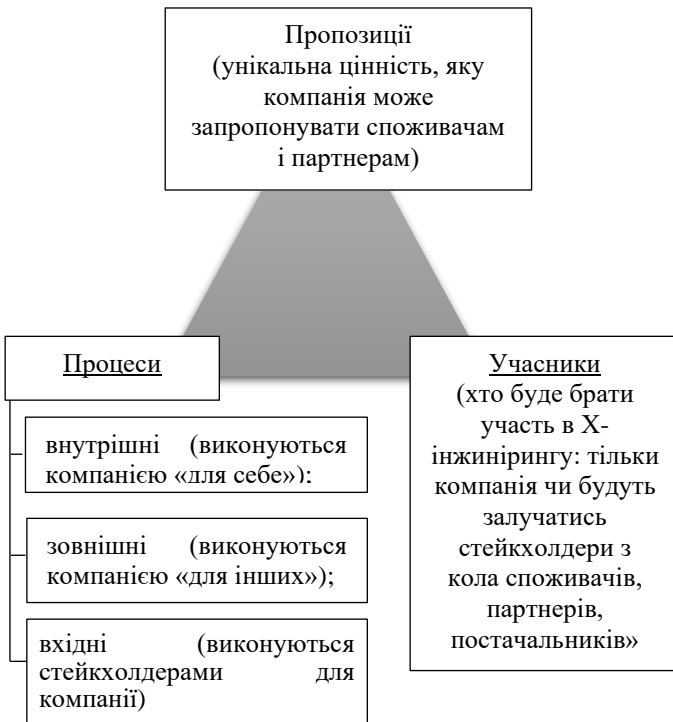 Пропозиції
(унікальна цінність, яку
компанія може
запропонувати споживачам
і партнерам)
Процеси
внутрішні (виконуються
компанією «для себе»);
зовнішні (виконуються
компанією «для інших»);
вхідні (виконуються
стейкхолдерами для
компанії)
Учасники
(хто буде брати
участь в Х-
інжинірингу: тільки
компанія чи будуть
залучатись
стейкхолдери з
кола споживачів,
партнерів,
постачальників»